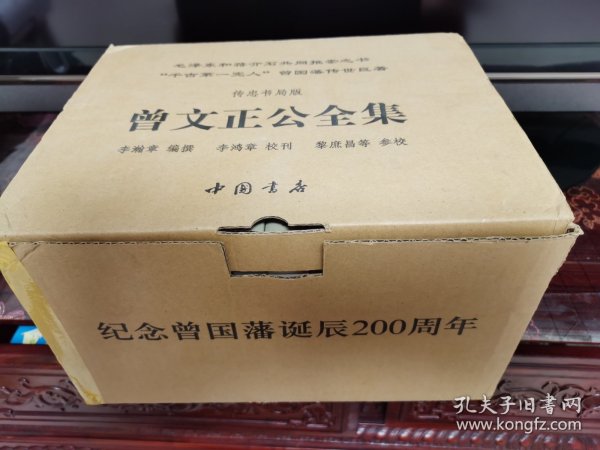 毛泽东和蒋介石共同推崇之书
“千古第一完人”曾国藩传世巨著
传忠书局版
曾文正公全集
李瀚章 编撰 李鸿章 校刊 黎庶昌等 参校
中国书店
纪念曾国藩诞辰200周年
孔夫子旧书网
www.kongfz.com